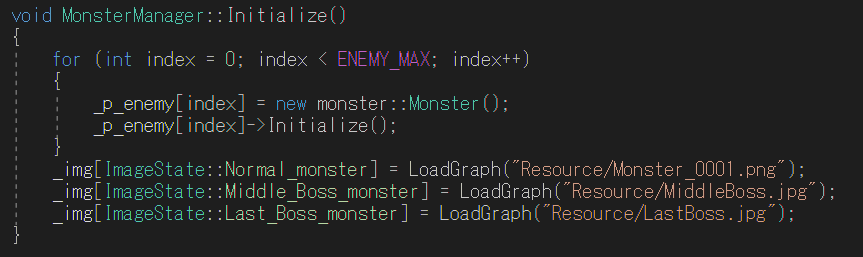 void MonsterManager::Initialize()
{
for (int index = 0; index < ENEMY_MAX; index++)
{
_p_enemy[index] = new monster::Monster();
_p_enemy[index]->Initialize();
}
_img[ImageState::Normal_monster] = LoadGraph("Resource/Monster_0001.png");
_img[ImageState::Middle_Boss_monster] = LoadGraph("Resource/MiddleBoss.jpg");
_img[ImageState::Last_Boss_monster] = LoadGraph("Resource/LastBoss.jpg");
}